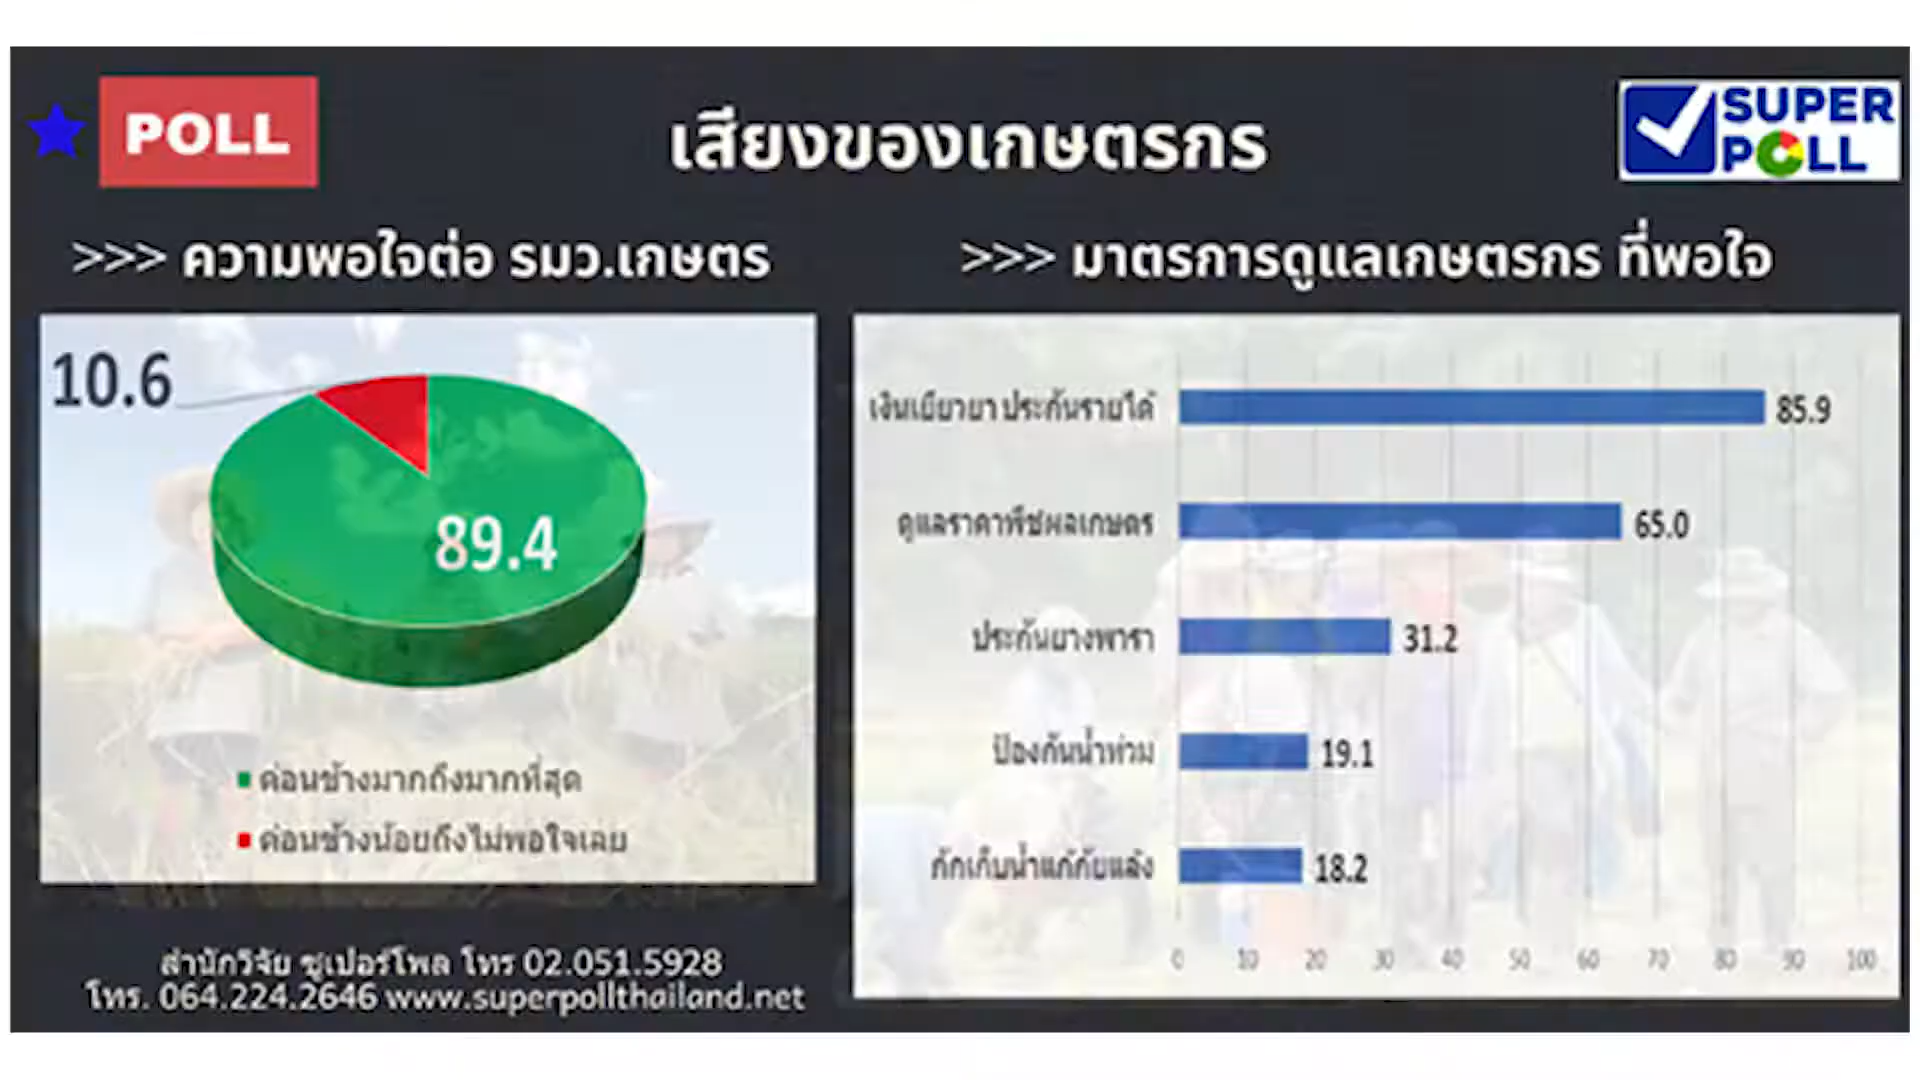 POLL
เสียงของเกษตรกร
SUPER
POLL
>>> ความพอใจต่อ รมว.เกษตร
>>> มาตรการดูแลเกษตรกร ที่พอใจ
10.6
89.4
ค่อนข้างมากถึงมากที่สุด
ค่อนข้างน้อยถึงไม่พอใจเลย
เงินเยียวยา ประกันรายได้
85.9
ดูแลราคาพืชผลเกษตร
65.0
ประกันยางพารา
31.2
ป้องกันน้ำท่วม
19.1
กักเก็บน้ำแก้ภัยแล้ง
18.2
0 10 20 30 40 50 60 70 80 90 100
สำนักวิจัย ซูเปอร์โพล โทร 02.051.5928
โทร. 064.224.2646 www.superpollthailand.net